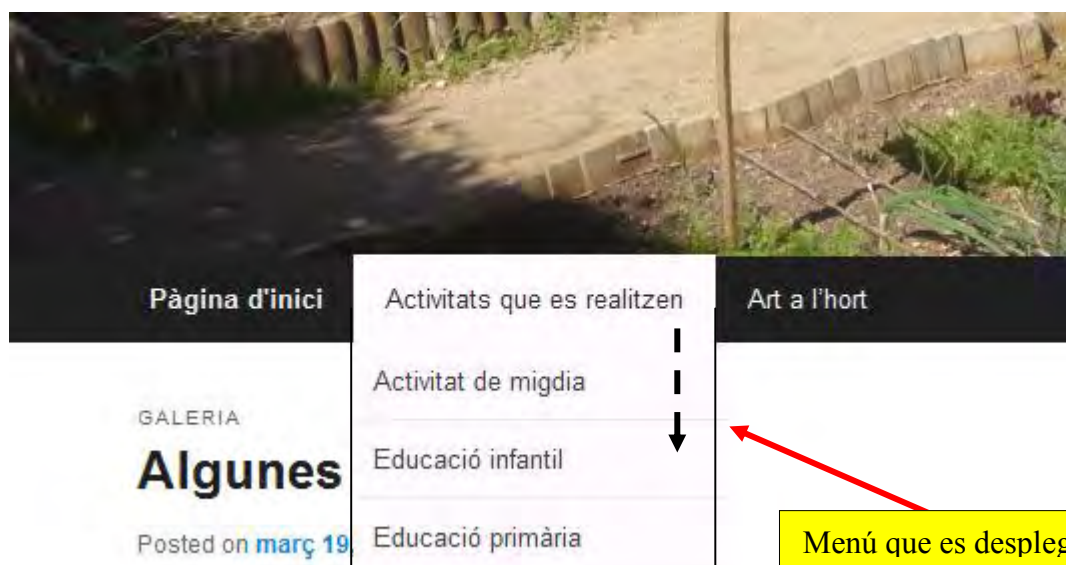 Pàgina d'inici
Activitats que es realitzen
Art a l'hort
Activitat de migdia
GALERIA
Algunes
Educació infantil
Posted on març 19,
Educació primària
Menú que es despleg